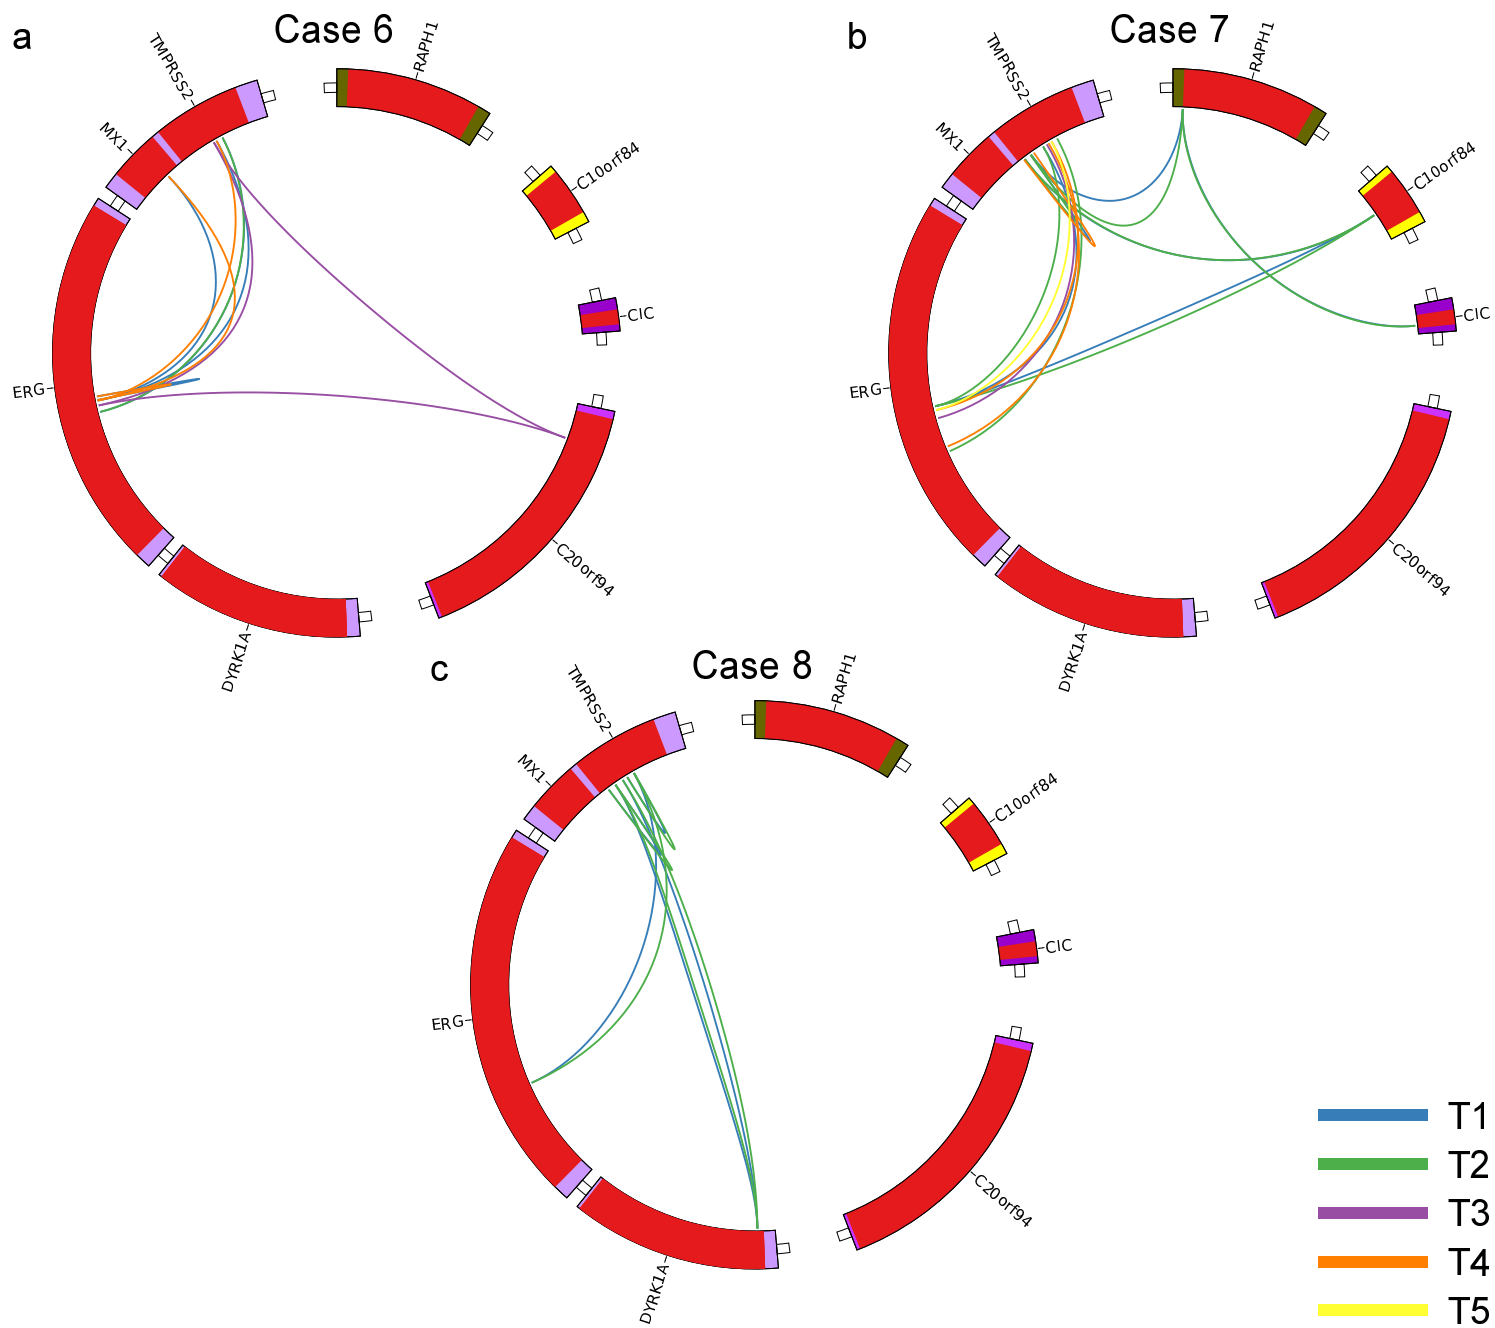 a
Case 6
TMPRSS2
RAPH1
MX1
C10orf84
CIC
ERG
C20orf94
DYRK1A
b
Case 7
TMPRSS2
RAPH1
MX1
C10orf84
CIC
ERG
C20orf94
DYRK1A
c
Case 8
TMPRSS2
RAPH1
MX1
C10orf84
CIC
ERG
C20orf94
DYRK1A
T1
T2
T3
T4
T5